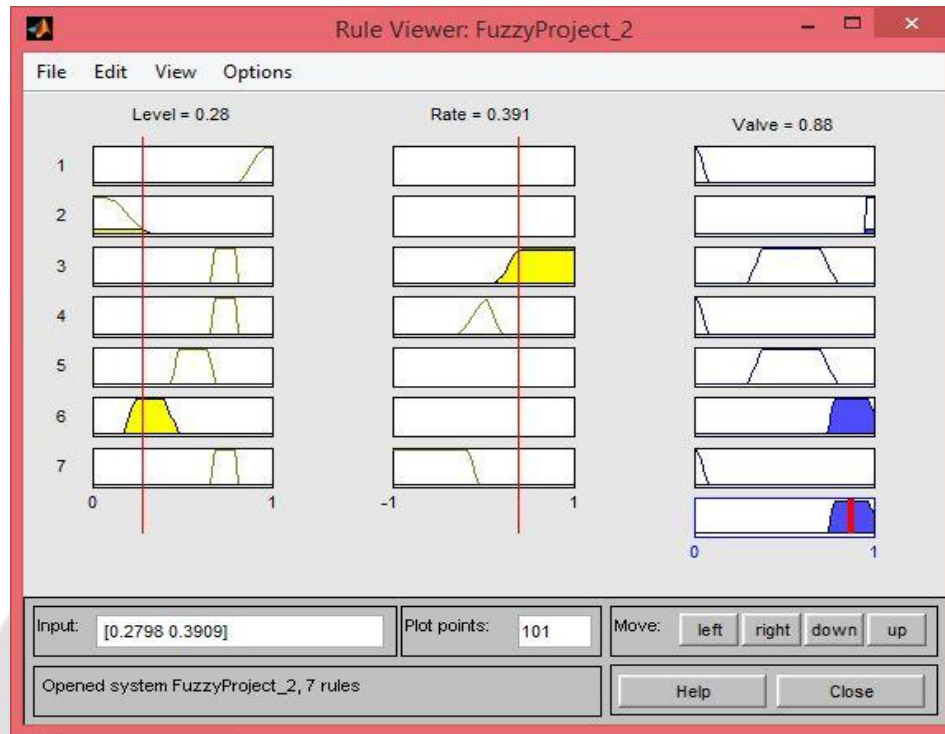 Rule Viewer: FuzzyProject_2
File Edit View Options
Level = 0.28 Rate = 0.391 Valve = 0.88
1
2
3
4
5
6
7
0 1 -1 1
0 1
Input: [0.2798 0.3909] Plot points: 101 Move: left right down up
Opened system FuzzyProject_2, 7 rules Help Close